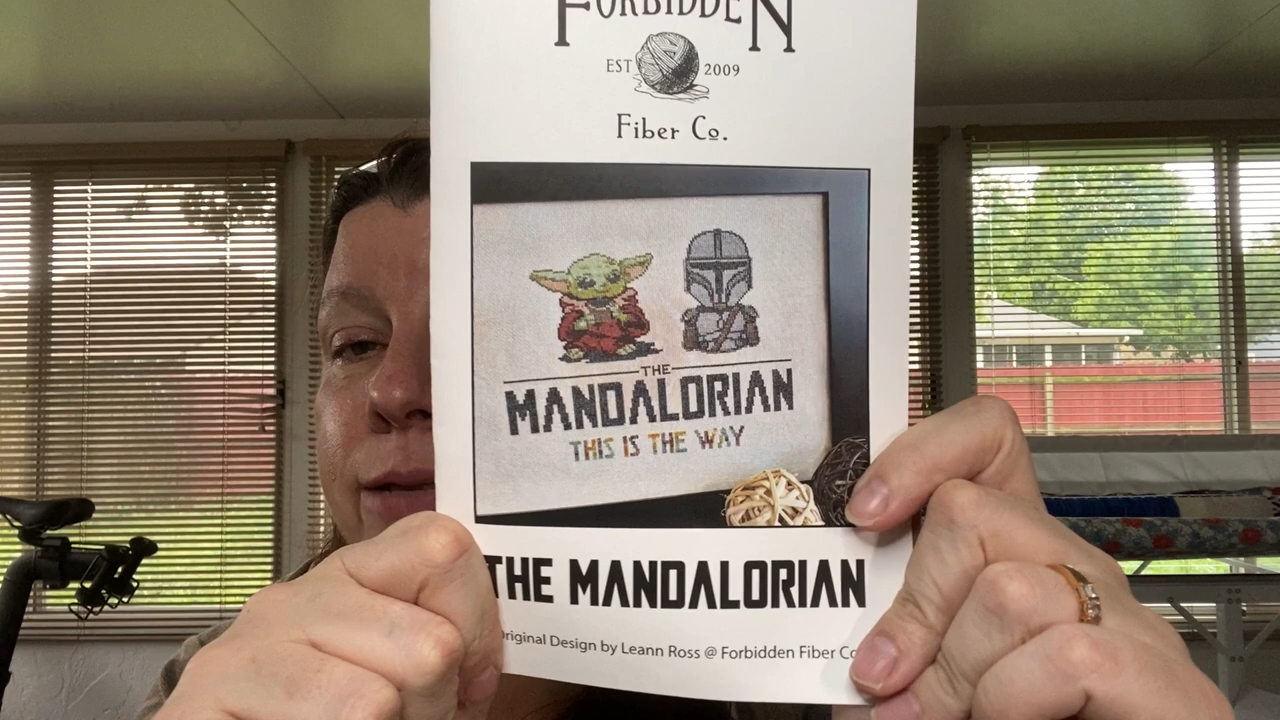 FORBIDDEN
EST 2009
Fiber Co.
THE
MANDALORIAN
THIS IS THE WAY
THE MANDALORIAN
Original Design by Leann Ross @ Forbidden Fiber Co